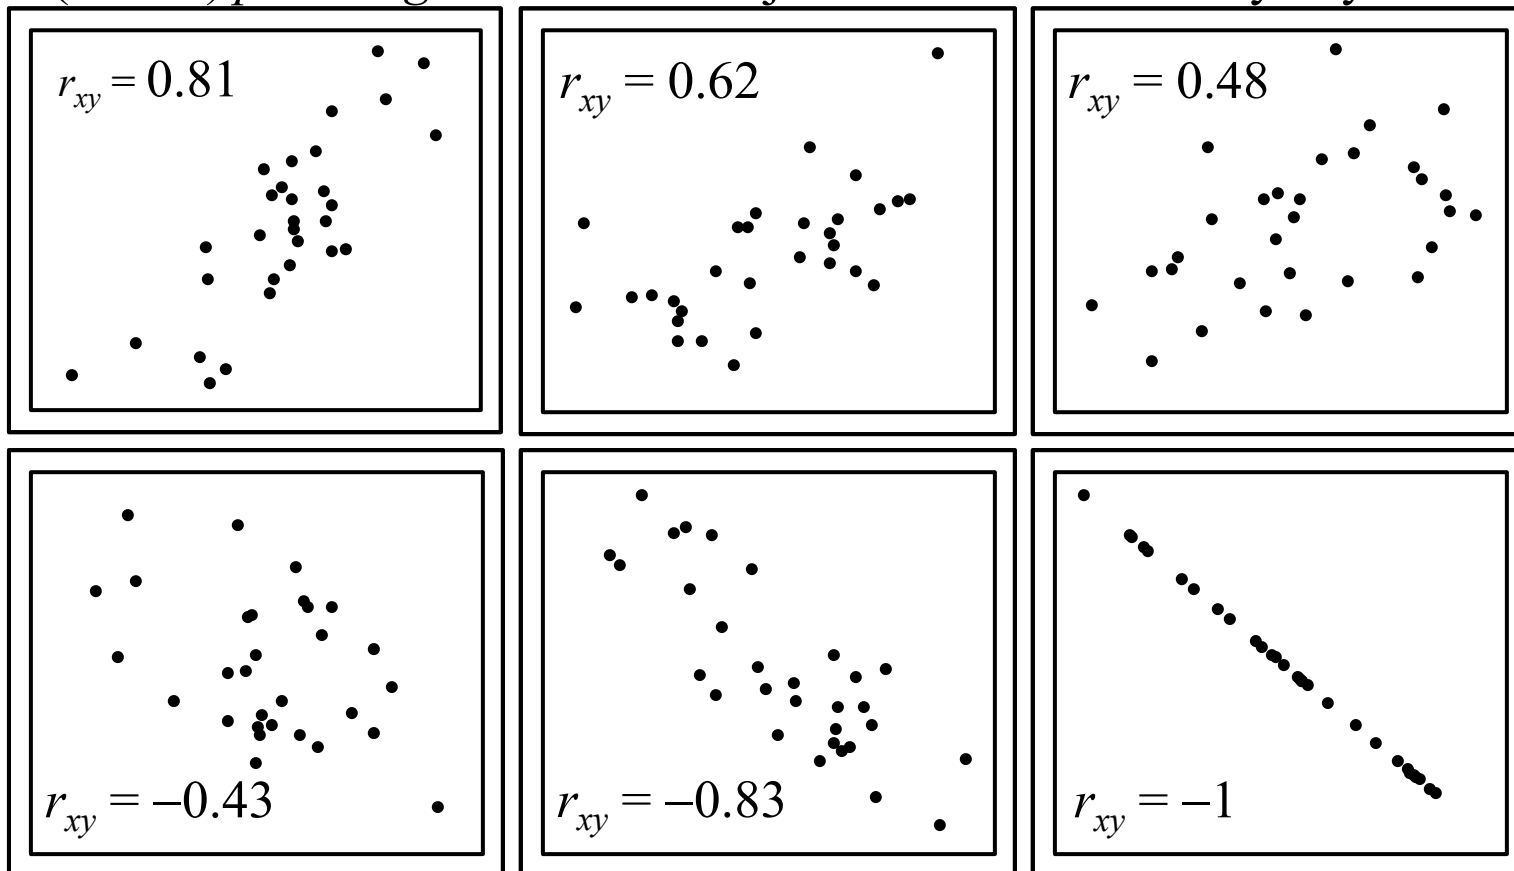 r_xy = 0.81
r_xy = 0.62
r_xy = 0.48
r_xy = −0.43
r_xy = −0.83
r_xy = −1